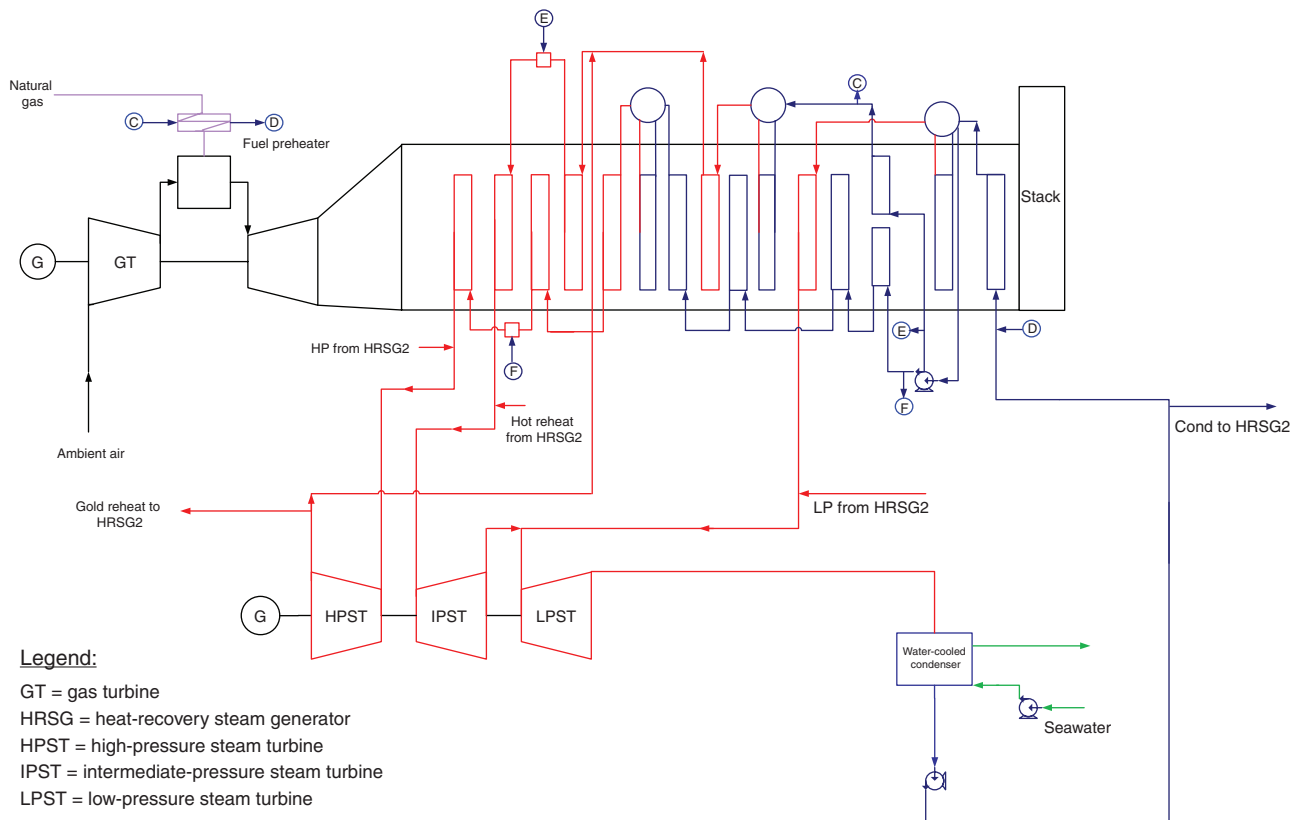 E
Natural
gas
C
D
Fuel preheater
C
Stack
G
GT
HP from HRSG2
F
E
D
F
Hot reheat
from HRSG2
Cond to HRSG2
Ambient air
Gold reheat to
HRSG2
LP from HRSG2
G
HPST
IPST
LPST
Water-cooled
condenser
Seawater
Legend:
GT = gas turbine
HRSG = heat-recovery steam generator
HPST = high-pressure steam turbine
IPST = intermediate-pressure steam turbine
LPST = low-pressure steam turbine